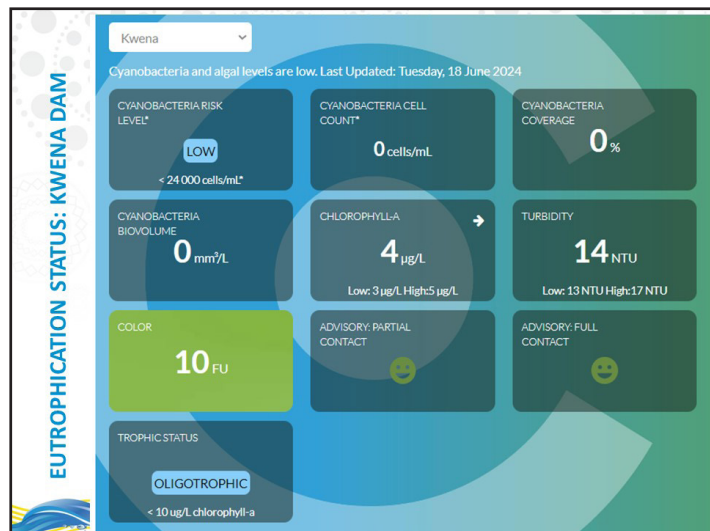 EUTROPHICATION STATUS: KWENA DAM
Kwena
Cyanobacteria and algal levels are low. Last Updated: Tuesday, 18 June 2024
CYANOBACTERIA RISK
LEVEL*
LOW
< 24 000 cells/mL*
CYANOBACTERIA CELL
COUNT*
0 cells/mL
CYANOBACTERIA
COVERAGE
0 %
CYANOBACTERIA
BIOVOLUME
0 mm³/L
CHLOROPHYLL-A
4 µg/L
Low: 3 µg/L High:5 µg/L
TURBIDITY
14 NTU
Low: 13 NTU High:17 NTU
COLOR
10 FU
ADVISORY: PARTIAL
CONTACT
ADVISORY: FULL
CONTACT
TROPHIC STATUS
OLIGOTROPHIC
< 10 ug/L chlorophyll-a